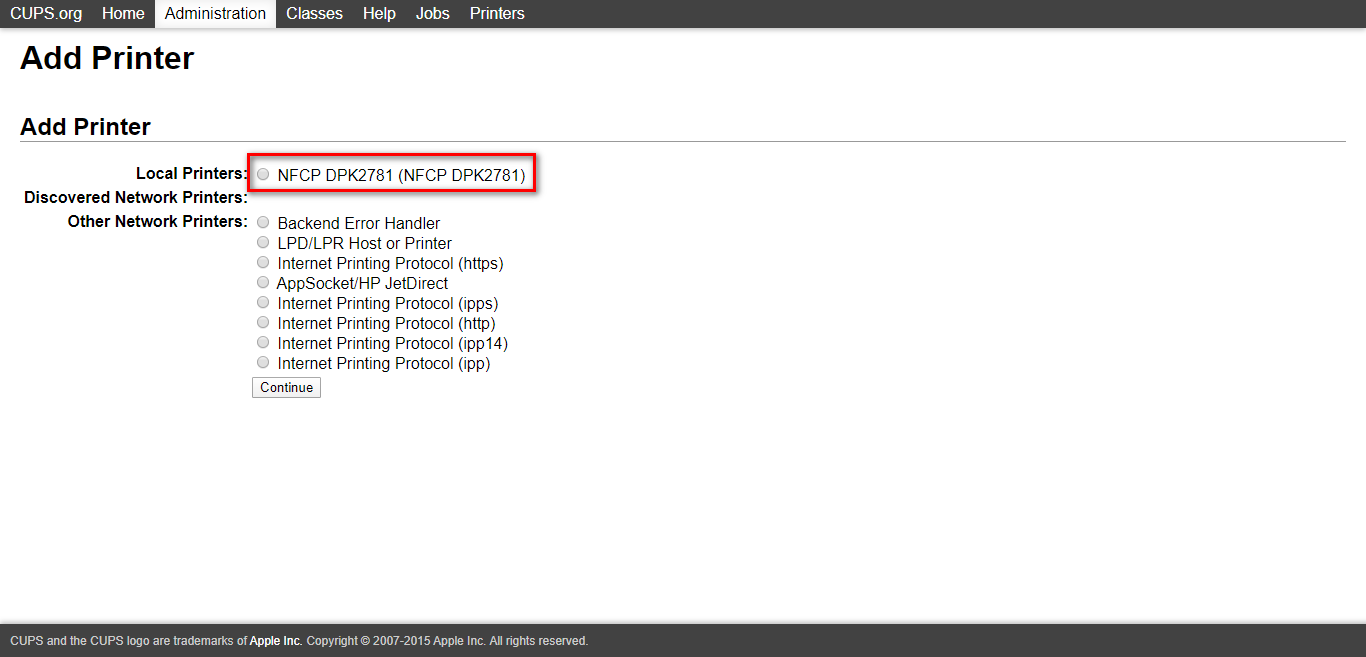 CUPS.org Home Administration Classes Help Jobs Printers
Add Printer
Add Printer
Local Printers: NFCP DPK2781 (NFCP DPK2781)
Discovered Network Printers:
Other Network Printers: Backend Error Handler
LPD/LPR Host or Printer
Internet Printing Protocol (https)
AppSocket/HP JetDirect
Internet Printing Protocol (ipps)
Internet Printing Protocol (http)
Internet Printing Protocol (ipp14)
Internet Printing Protocol (ipp)
Continue
CUPS and the CUPS logo are trademarks of Apple Inc. Copyright © 2007-2015 Apple Inc. All rights reserved.